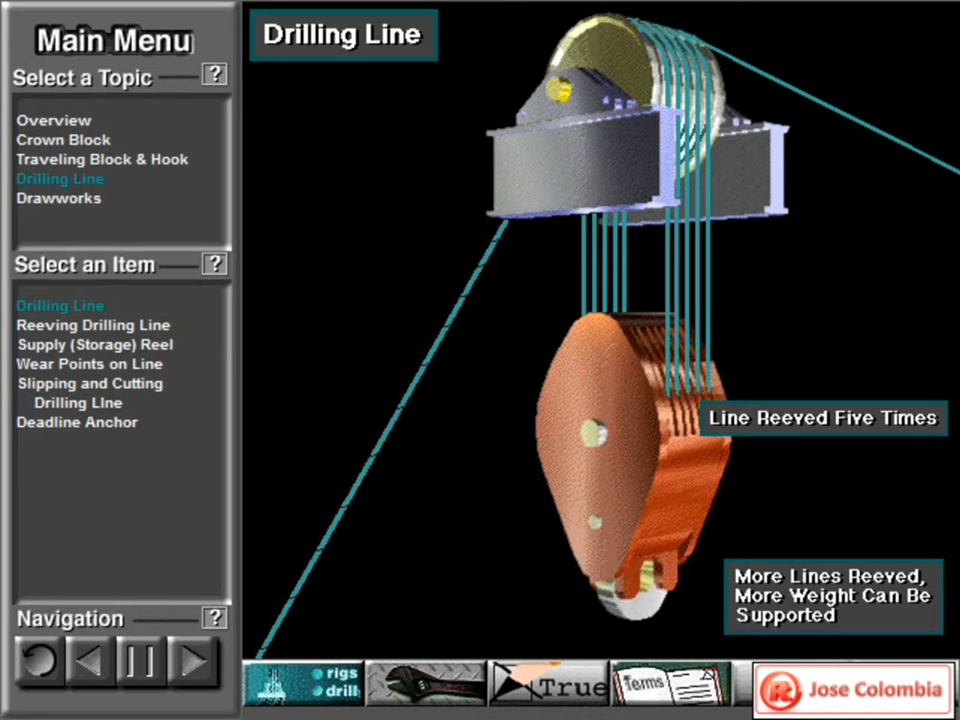 Main Menu
Select a Topic
?
Overview
Crown Block
Traveling Block & Hook
Drilling Line
Drawworks
Select an Item
?
Drilling Line
Reeving Drilling Line
Supply (Storage) Reel
Wear Points on Line
Slipping and Cutting
Drilling LIne
Deadline Anchor
Navigation
?
Drilling Line
Line Reeved Five Times
More Lines Reeved,
More Weight Can Be
Supported
rigs
drill
True
Terms
R Jose Colombia